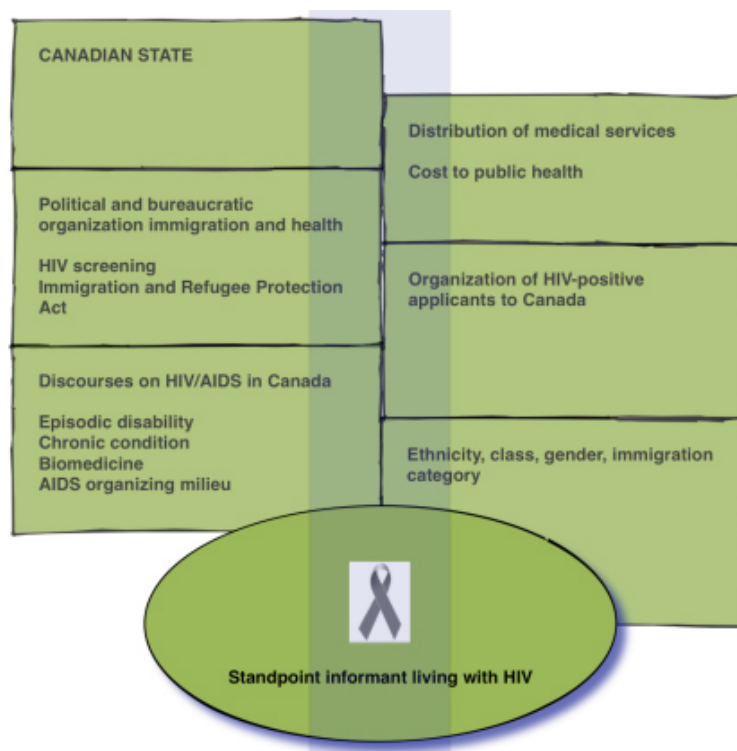 CANADIAN STATE
Political and bureaucratic
organization immigration and health
HIV screening
Immigration and Refugee Protection
Act
Discourses on HIV/AIDS in Canada
Episodic disability
Chronic condition
Biomedicine
AIDS organizing milieu
Distribution of medical services
Cost to public health
Organization of HIV-positive
applicants to Canada
Ethnicity, class, gender, immigration
category
Standpoint informant living with HIV